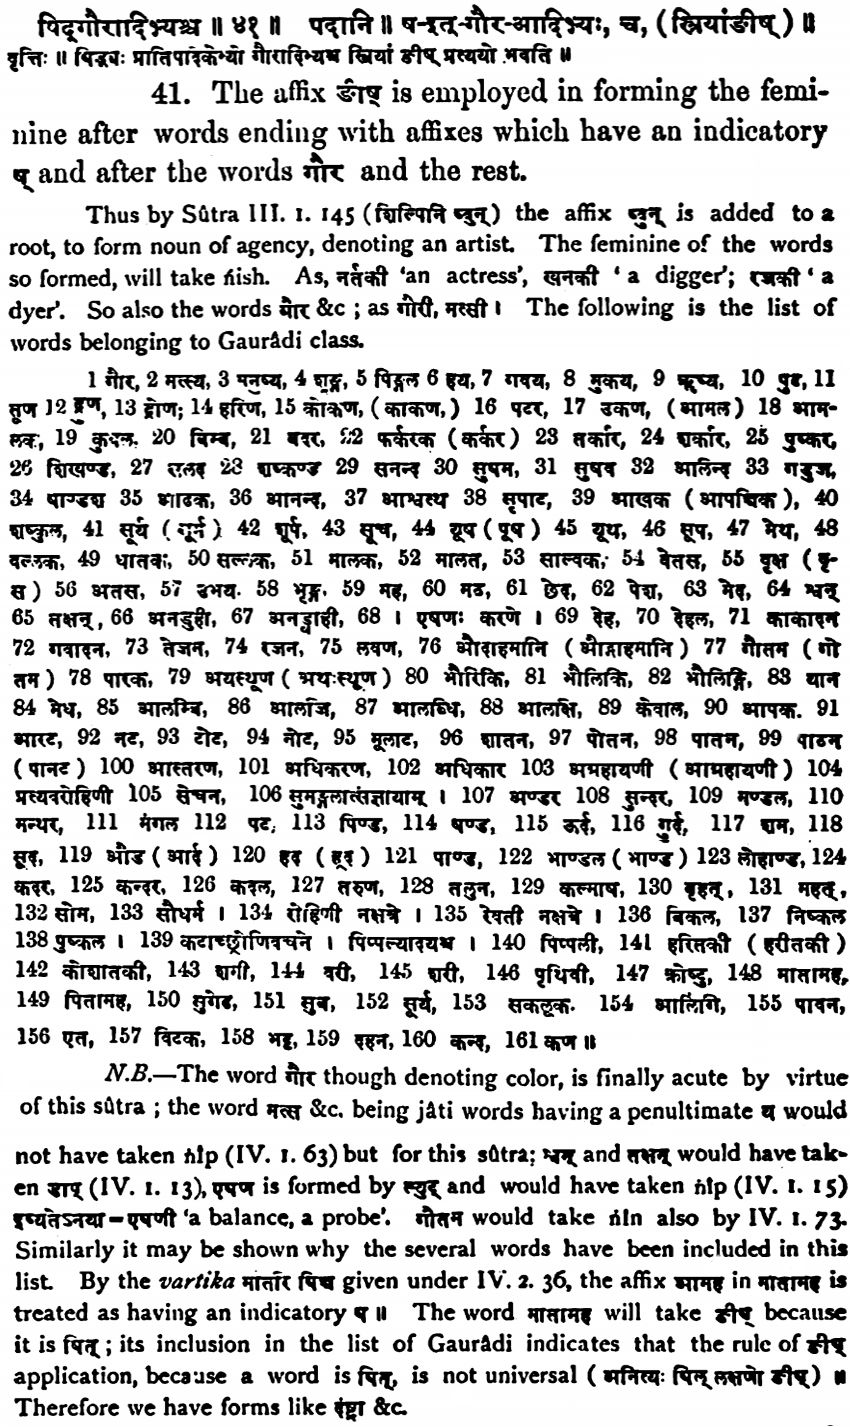 षिद्गौरादिभ्यश्च ॥ ४१ ॥ पदानि ॥ ष-इत्-गौर-आदिभ्यः, च, (स्त्रियांङीष्) ॥
वृत्तिः ॥ षिद्भ्यः प्रातिपदिकेभ्यो गौरादिभ्यश्च स्त्रियां ङीष् प्रत्ययो भवति ॥
41. The affix ङीष् is employed in forming the femi-
nine after words ending with affixes which have an indicatory
ष् and after the words गौर and the rest.
Thus by Sûtra III. 1. 145 (शिल्पिनि ष्वुन्) the affix ष्वुन् is added to a
root, to form noun of agency, denoting an artist. The feminine of the words
so formed, will take ńish. As, नर्तकी 'an actress', खनकी ' a digger'; रजकी ' a
dyer'. So also the words गौर &c ; as गौरी, मत्सी । The following is the list of
words belonging to Gaurâdi class.
1 गौर, 2 मत्स्य, 3 मनुष्य, 4 शृङ्ग, 5 पिङ्गल 6 हय, 7 गवय, 8 मुकय, 9 ऋष्य, 10 पुट, 11
तूण 12 द्रुण, 13 द्रोण; 14 हरिण, 15 कोकण, (काकण,) 16 पटर, 17 उकण, (आमल) 18 आम-
लक, 19 कुवल, 20 बिम्ब, 21 बदर, 22 फर्करक (कर्कर) 23 तर्कार, 24 शर्कार, 25 पुष्कर,
26 शिखण्ड, 27 सलद 28 शष्कण्ड 29 सनन्द 30 सुषम, 31 सुषव 32 अलिन्द 33 गडुज,
34 षाण्डश 35 आढक, 36 आनन्द, 37 आश्वत्थ 38 सृपाट, 39 आखक (आपच्चिक), 40
शष्कुल, 41 सूर्य (सूर्म) 42 शूर्प, 43 सूच, 44 यूष (पूष) 45 यूथ, 46 सूप, 47 मेथ, 48
वल्लक, 49 धातक, 50 सल्लक, 51 मालक, 52 मालत, 53 साल्वक, 54 वेतस, 55 वृक्ष (वृ-
स) 56 अतस, 57 उभय. 58 भृङ्ग, 59 मह, 60 मठ, 61 छेद, 62 पेश, 63 मेद, 64 श्वन्
65 तक्षन्, 66 अनडुही, 67 अनड्वाही, 68 । एषणः करणे । 69 देह, 70 देहल, 71 काकादन
72 गवादन, 73 तेजन, 74 रजन, 75 लवण, 76 औद्गाहमानि (औद्गाहमानि) 77 गौतम (गो
तम) 78 पारक, 79 अयस्थूण (अयःस्थूण) 80 भौरिकि, 81 भौलिकि, 82 भौलिङ्गि, 83 यान
84 मेध, 85 आलम्बि, 86 आलजि, 87 आलब्धि, 88 आलक्षि, 89 केवाल, 90 आपक. 91
आरट, 92 नट, 93 टोट, 94 नोट, 95 मूलाट, 96 शातन, 97 पोतन, 98 पातन, 99 पाठन
(पानट) 100 आस्तरण, 101 अधिकरण, 102 अधिकार 103 अग्रहायणी (आग्रहायणी) 104
प्रत्यवरोहिणी 105 सेचन, 106 सुमङ्गलात्संज्ञायाम् । 107 अण्डर 108 सुन्दर, 109 मण्डल, 110
मन्थर, 111 मंगल 112 पट, 113 पिण्ड, 114 षण्ड, 115 ऊर्द, 116 गुर्द, 117 शम, 118
सूद, 119 औड (आर्द) 120 हद (हूद) 121 पाण्ड, 122 भाण्डल (भाण्ड) 123 लोहाण्ड, 124
कदर, 125 कन्दर, 126 कदल, 127 तरुण, 128 तलुन, 129 कल्माष, 130 बृहत्, 131 महत्,
132 सोम, 133 सौधर्म । 134 रोहिणी नक्षत्रे । 135 रेवती नक्षत्रे । 136 विकल, 137 निष्कल
138 पुष्कल । 139 कटाच्छ्रोणिवचने । पिप्पल्यादयश्च । 140 पिप्पली, 141 हरितकी (हरीतकी)
142 कोशातकी, 143 शमी, 144 वरी, 145 शरी, 146 पृथिवी, 147 क्रोष्टु, 148 मातामह,
149 पितामह, 150 सुगेठ, 151 सुब, 152 सूर्य, 153 सकलूक. 154 आलिंगि, 155 पावन,
156 एत, 157 विटक, 158 भट्ट, 159 दहन, 160 कन्द, 161 कण ॥
N.B.—The word गौर though denoting color, is finally acute by virtue
of this sûtra ; the word मत्स &c. being jâti words having a penultimate य would
not have taken ńîp (IV. 1. 63) but for this sûtra; श्वन् and तक्षन् would have tak-
en डाप् (IV. 1. 13), एषण is formed by ल्युट् and would have taken ńîp (IV. 1. 15)
इष्यतेऽनया—एषणी 'a balance, a probe'. गौतम would take ńîn also by IV. 1. 73.
Similarly it may be shown why the several words have been included in this
list. By the vartika मातरि षिच्च given under IV. 2. 36, the affix आमह in मातामह is
treated as having an indicatory ष ॥ The word मातामह will take ङीष् because
it is षित् ; its inclusion in the list of Gaurâdi indicates that the rule of ङीष्
application, because a word is षित्, is not universal (अनित्यः षिल् लक्षणो ङीष्) ॥
Therefore we have forms like दंष्ट्रा &c.